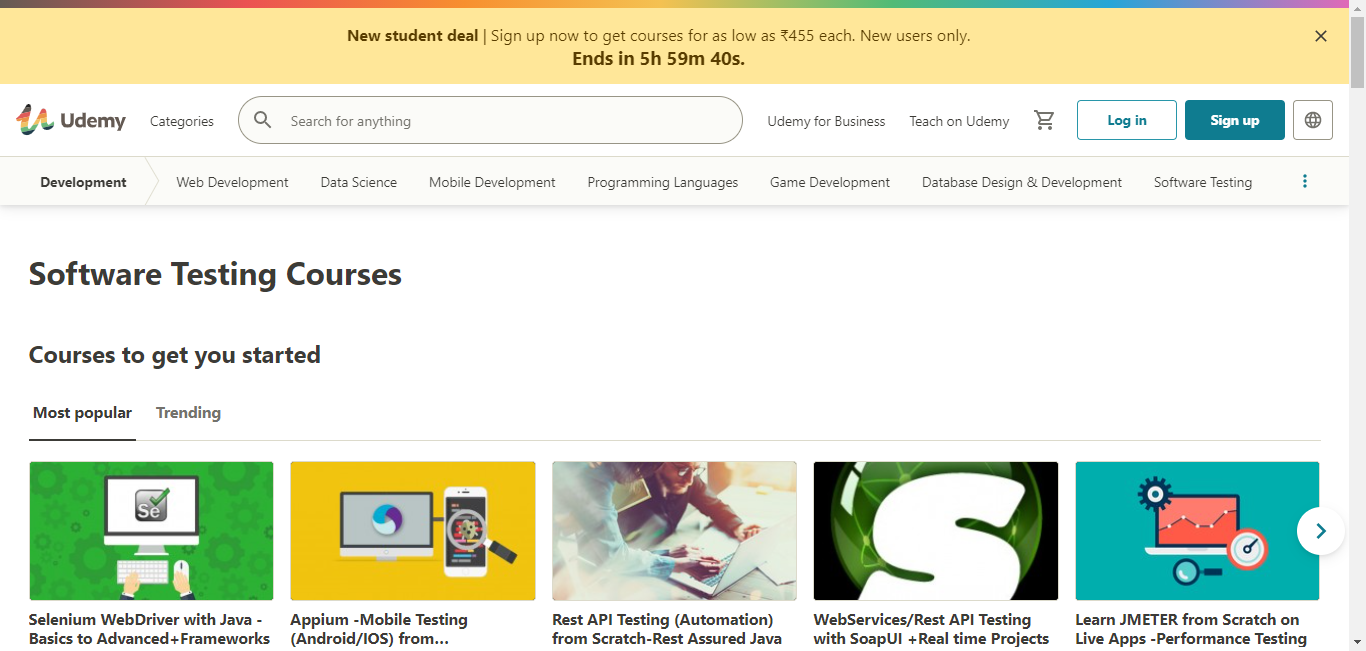 New student deal | Sign up now to get courses for as low as ₹455 each. New users only.
Ends in 5h 59m 40s.
Udemy
Categories
Search for anything
Udemy for Business
Teach on Udemy
Log in
Sign up
Development
Web Development
Data Science
Mobile Development
Programming Languages
Game Development
Database Design & Development
Software Testing
Software Testing Courses
Courses to get you started
Most popular
Trending
Se
S
Selenium WebDriver with Java -
Basics to Advanced+Frameworks
Appium -Mobile Testing
(Android/IOS) from...
Rest API Testing (Automation)
from Scratch-Rest Assured Java
WebServices/Rest API Testing
with SoapUI +Real time Projects
Learn JMETER from Scratch on
Live Apps -Performance Testing